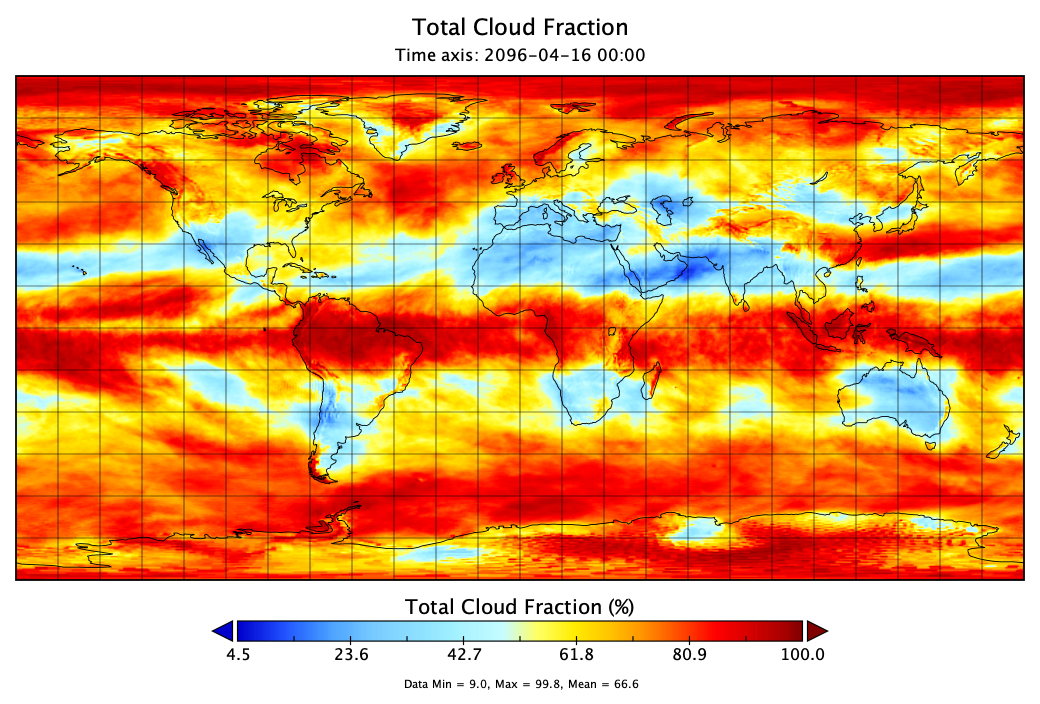 Total Cloud Fraction
Time axis: 2096-04-16 00:00
Total Cloud Fraction (%)
4.5 23.6 42.7 61.8 80.9 100.0
Data Min = 9.0, Max = 99.8, Mean = 66.6